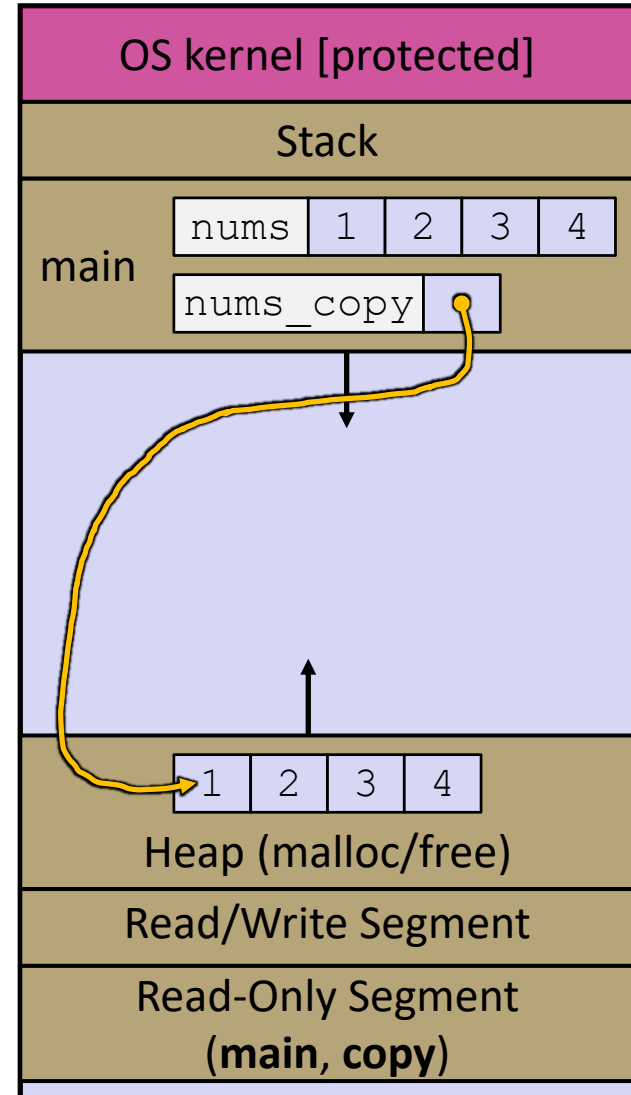 OS kernel [protected]
Stack
main
nums 1 2 3 4
nums_copy
1 2 3 4
Heap (malloc/free)
Read/Write Segment
Read-Only Segment
(main, copy)